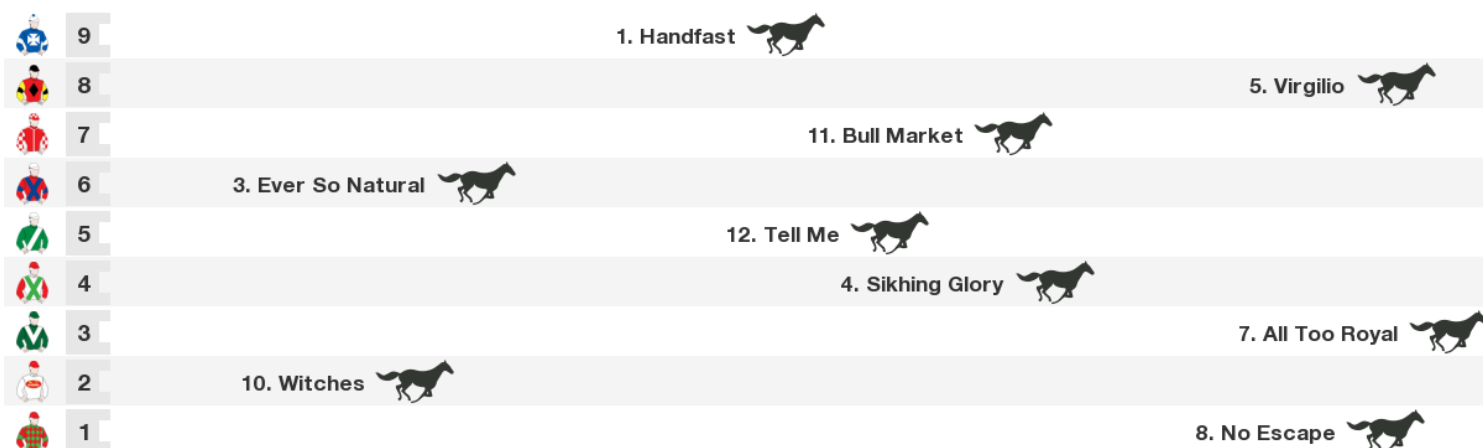 9 1. Handfast
8 5. Virgilio
7 11. Bull Market
6 3. Ever So Natural
5 12. Tell Me
4 4. Sikhing Glory
3 7. All Too Royal
2 10. Witches
1 8. No Escape